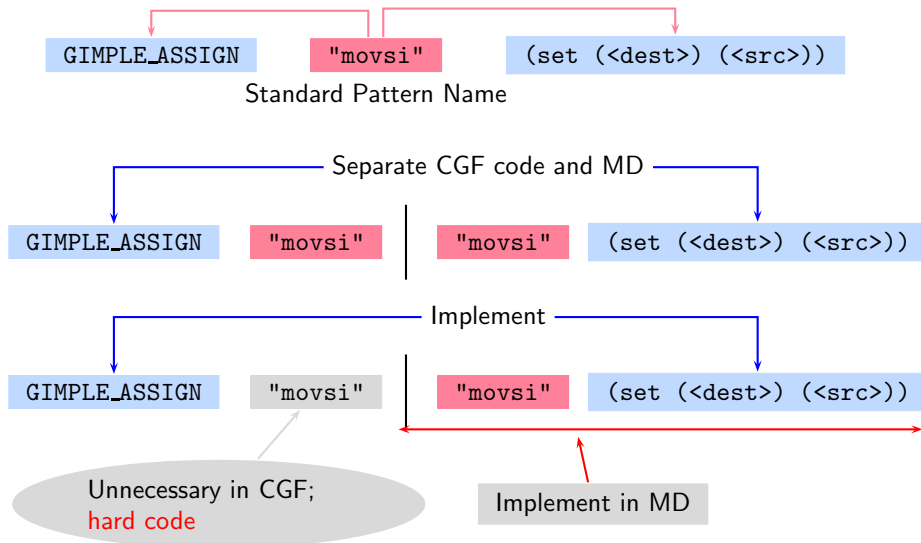 GIMPLE_ASSIGN "movsi" (set (<dest>) (<src>))
Standard Pattern Name
Separate CGF code and MD
GIMPLE_ASSIGN "movsi" "movsi" (set (<dest>) (<src>))
Implement
GIMPLE_ASSIGN "movsi" "movsi" (set (<dest>) (<src>))
Unnecessary in CGF;
hard code
Implement in MD